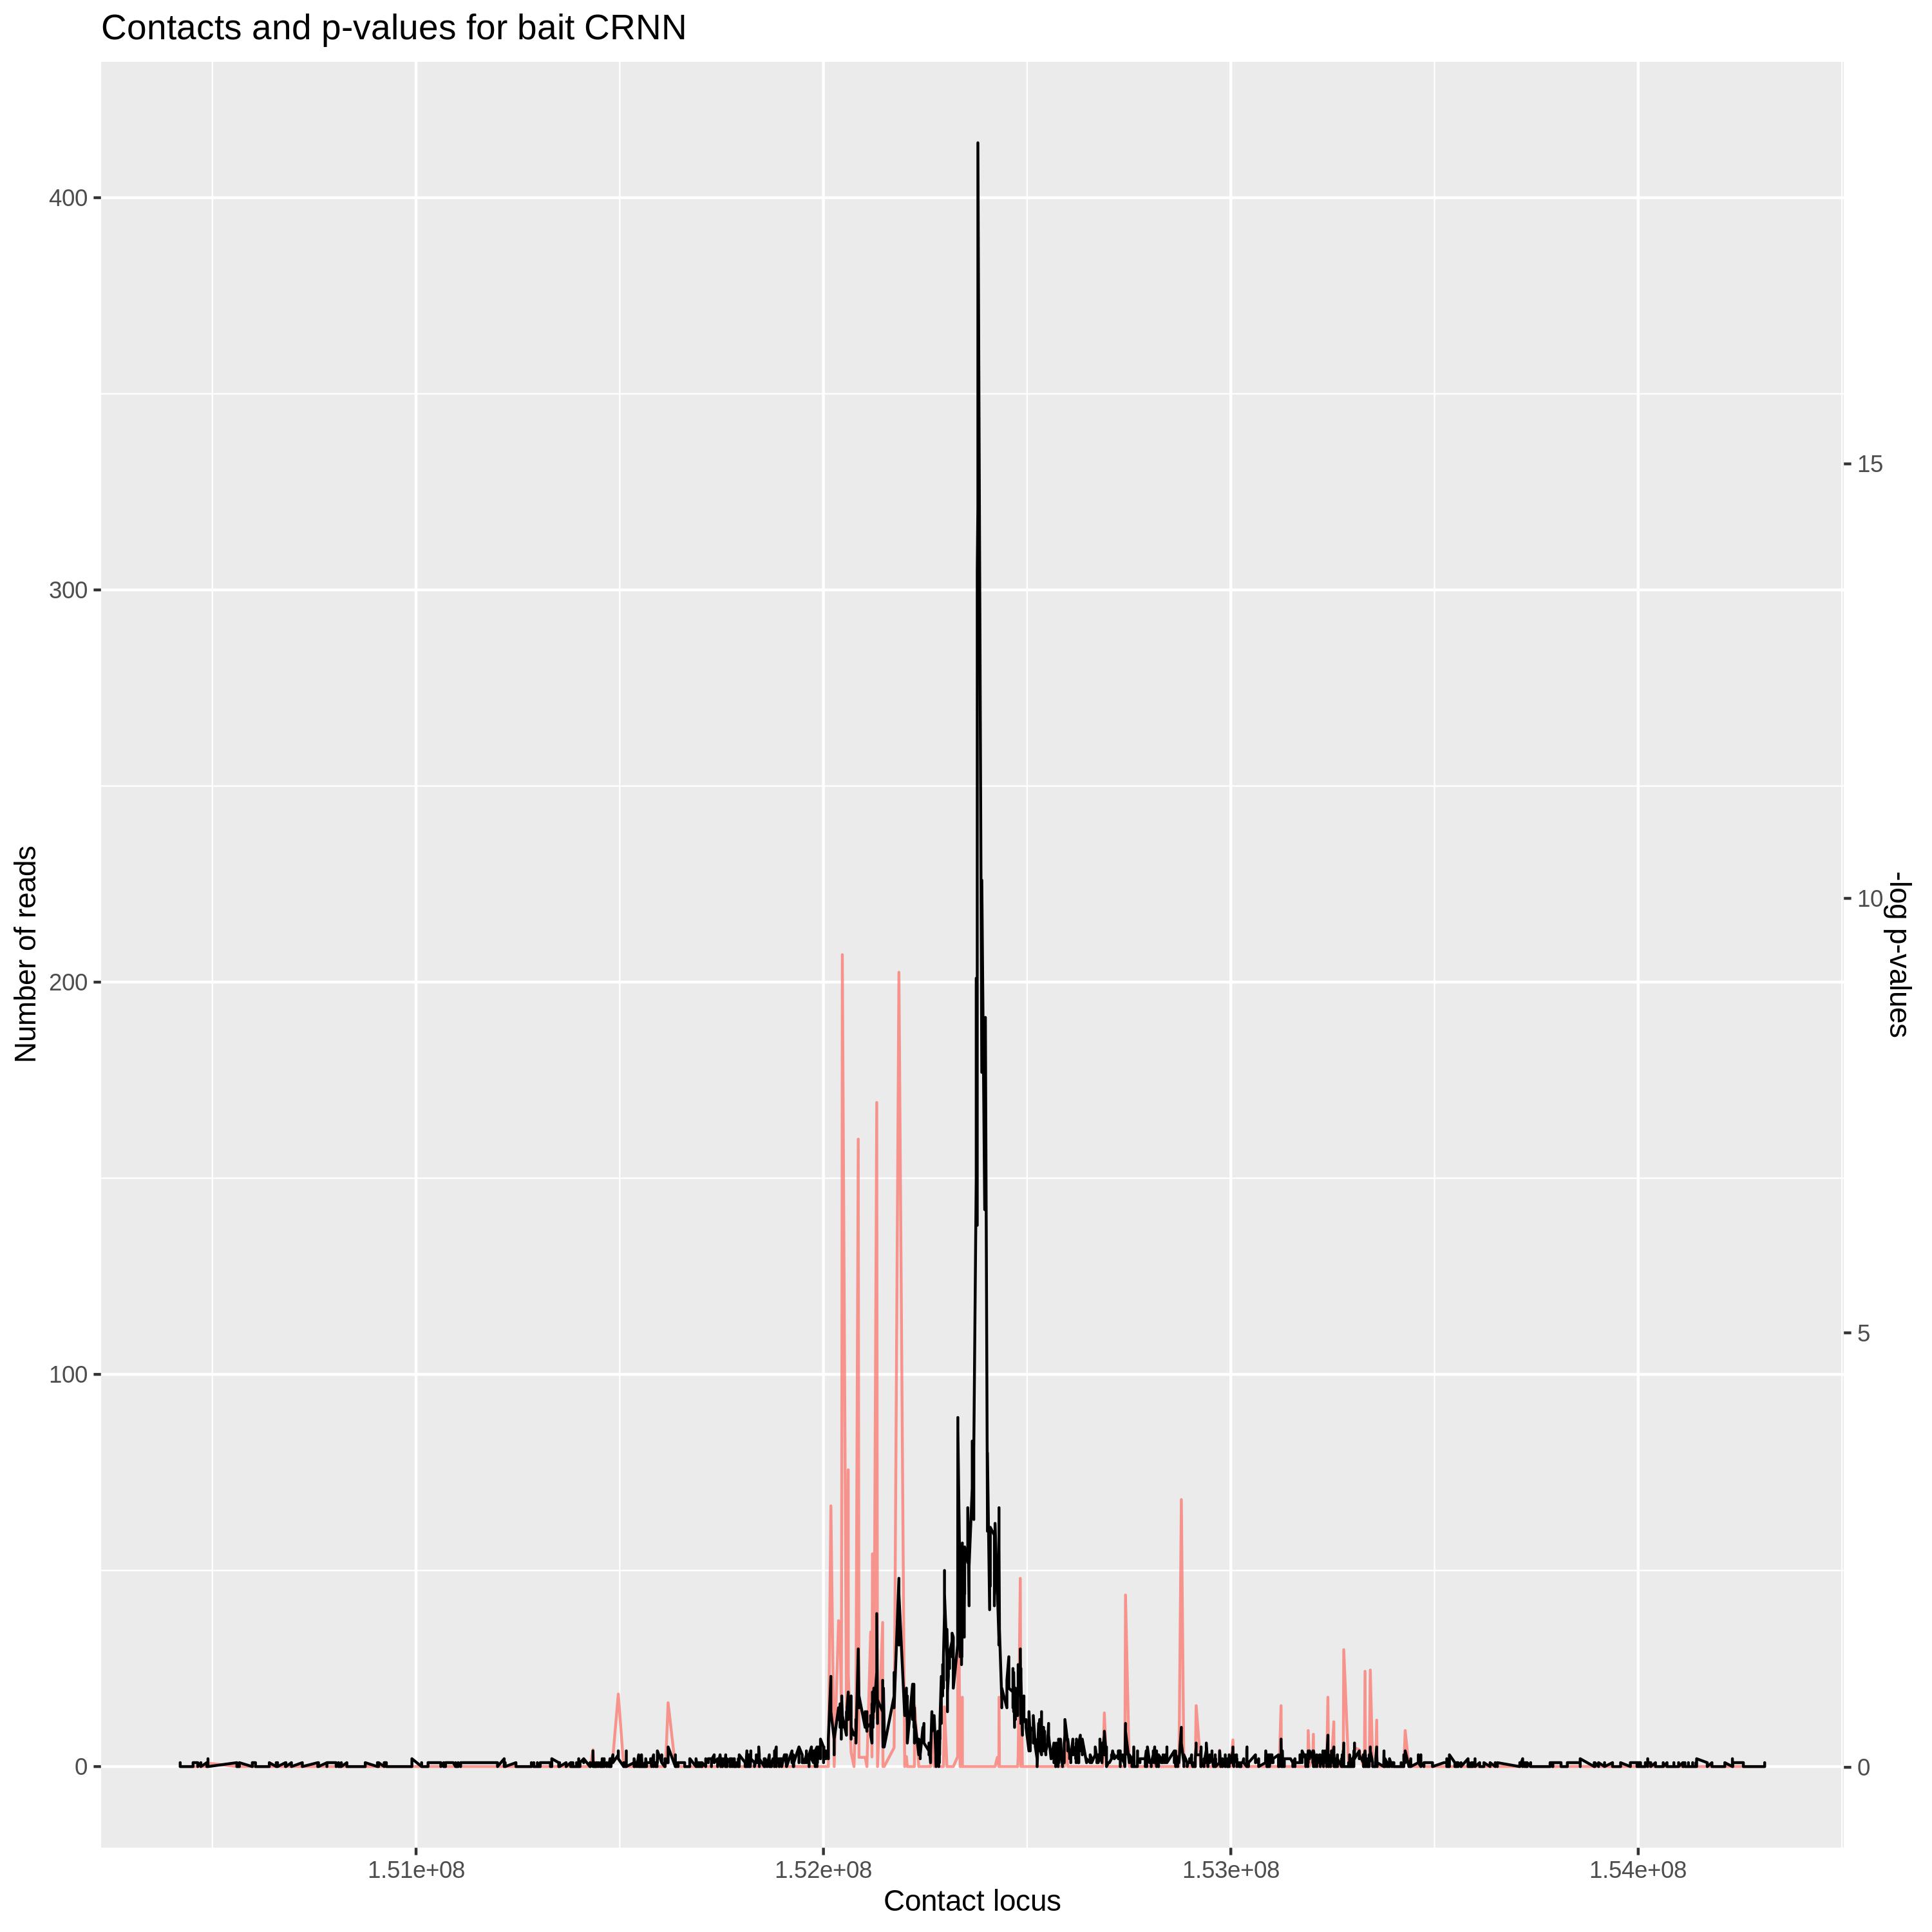 Contacts and p-values for bait CRNN
400
300
200
100
0
Number of reads
15
10
5
0
-log p-values
1.51e+08
1.52e+08
1.53e+08
1.54e+08
Contact locus